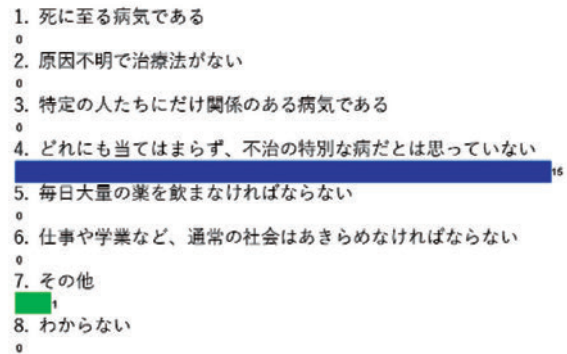 1. 死に至る病気である
0
2. 原因不明で治療法がない
0
3. 特定の人たちにだけ関係のある病気である
0
4. どれにも当てはまらず、不治の特別な病だとは思っていない
15
5. 毎日大量の薬を飲まなければならない
0
6. 仕事や学業など、通常の社会はあきらめなければならない
0
7. その他
1
8. わからない
0